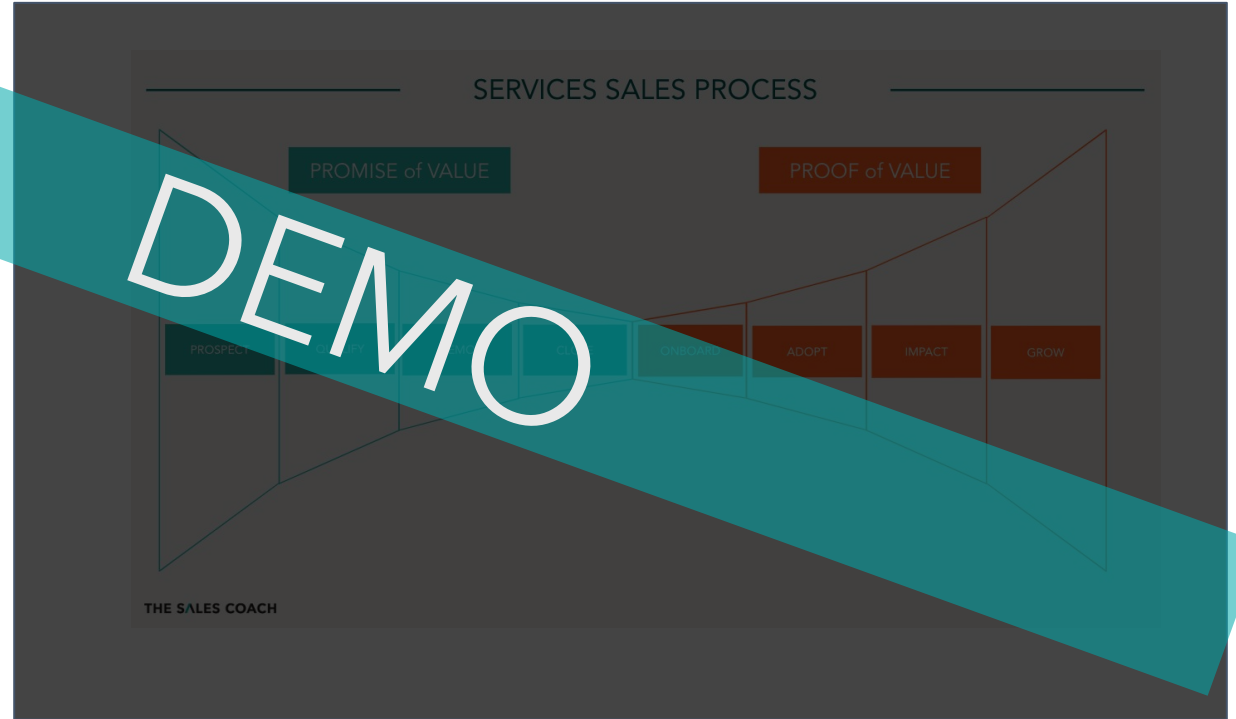 SERVICES SALES PROCESS
PROMISE of VALUE
PROOF of VALUE
DEMO
PROSPECT
ONBOARD
ADOPT
IMPACT
GROW
THE SALES COACH